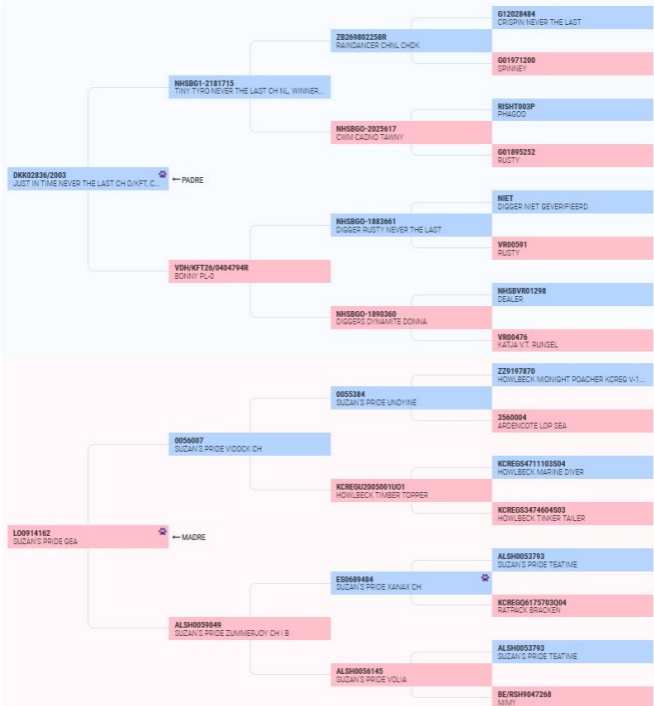 G12028484
CRISPIN NEVER THE LAST
ZB269802258R
RAINDANCER CHNL CHDK
G01971200
SPINNEY
NHSBG1-2181715
TINY TYRO NEVER THE LAST CH NL, WINNER...
RISHT003P
PHAGOO
NHSBGO-2025617
CWM CADNO TAWNY
G01895252
RUSTY
DKK02836/2003
JUST IN TIME NEVER THE LAST CH D/KFT, C...
← PADRE
NIET
DIGGER NIET GEVERIFIEERD
NHSBGO-1883661
DIGGER RUSTY NEVER THE LAST
VR00591
RUSTY
VDH/KFT26/0404794R
BONNY PL-0
NHSBVR01298
DEALER
NHSBGO-1890360
DIGGERS DYNAMITE DONNA
VR00476
KATJA V.T. RUNSEL
ZZ9197870
HOWLBECK MIDNIGHT POACHER KCREG V-1...
0055384
SUZAN'S PRIDE UNDYINE
3560004
ARDENCOTE LOP SEA
0056007
SUZAN'S PRIDE VIDOCK CH
KCREGS4711103S04
HOWLBECK MARINE DIVER
KCREGU2005001U01
HOWLBECK TIMBER TOPPER
KCREGS3474604S03
HOWLBECK TINKER TAILER
LO0914162
SUZAN'S PRIDE GEA
← MADRE
ALSH0053793
SUZAN'S PRIDE TEATIME
ES0689484
SUZAN'S PRIDE XANAX CH
KCREGQ6175703Q04
RATPACK BRACKEN
ALSH0059049
SUZAN'S PRIDE ZUMMERJOY CH I B
ALSH0053793
SUZAN'S PRIDE TEATIME
ALSH0056145
SUZAN'S PRIDE VOLIA
BE/RSH9047268
MIMY